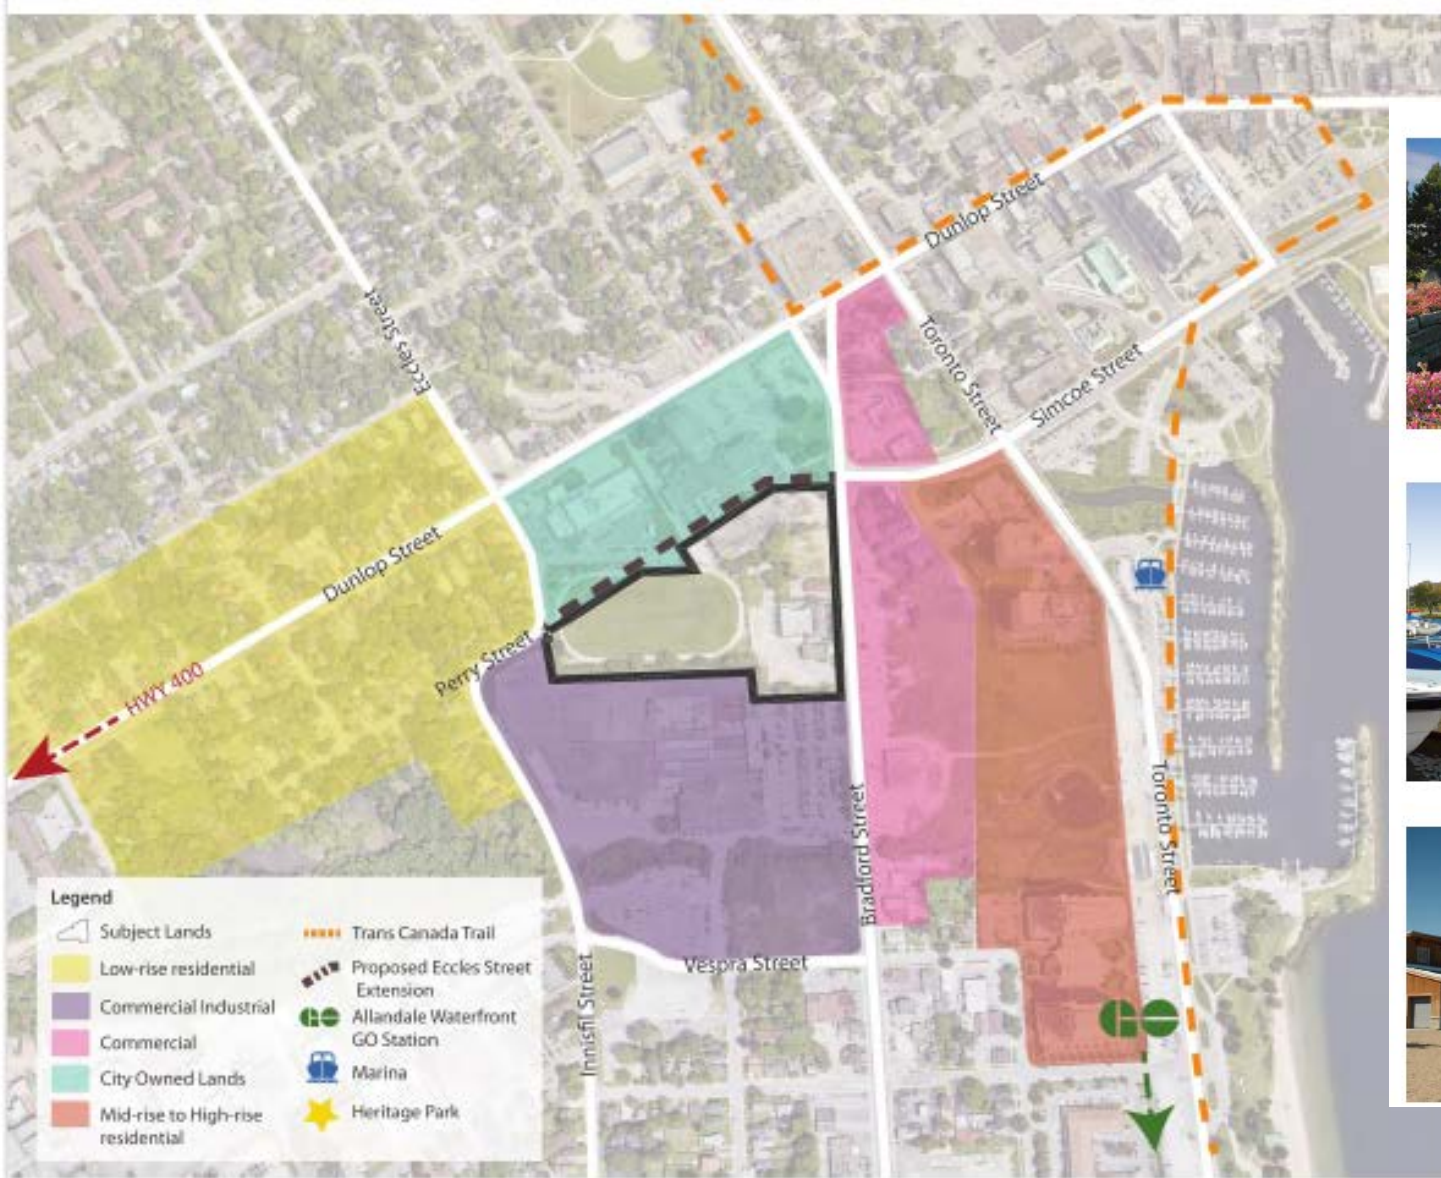 Dunlop Street
Eccles Street
Toronto Street
Simcoe Street
Dunlop Street
Perry Street
HWY 400
Toronto Street
Bradford Street
Vespra Street
Innisfil Street
GO
Legend
Subject Lands
Low-rise residential
Commercial Industrial
Commercial
City Owned Lands
Mid-rise to High-rise
residential
Trans Canada Trail
Proposed Eccles Street
Extension
GO
Allandale Waterfront
GO Station
Marina
Heritage Park